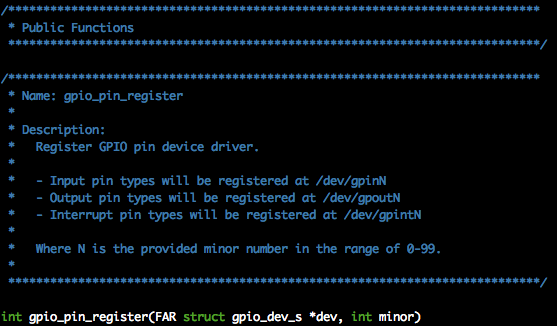 /****************************************************************************
 * Public Functions
 ****************************************************************************/

/****************************************************************************
 * Name: gpio_pin_register
 *
 * Description:
 *   Register GPIO pin device driver.
 *
 *   - Input pin types will be registered at /dev/gpinN
 *   - Output pin types will be registered at /dev/gpoutN
 *   - Interrupt pin types will be registered at /dev/gpintN
 *
 *   Where N is the provided minor number in the range of 0-99.
 *
 ****************************************************************************/

int gpio_pin_register(FAR struct gpio_dev_s *dev, int minor)